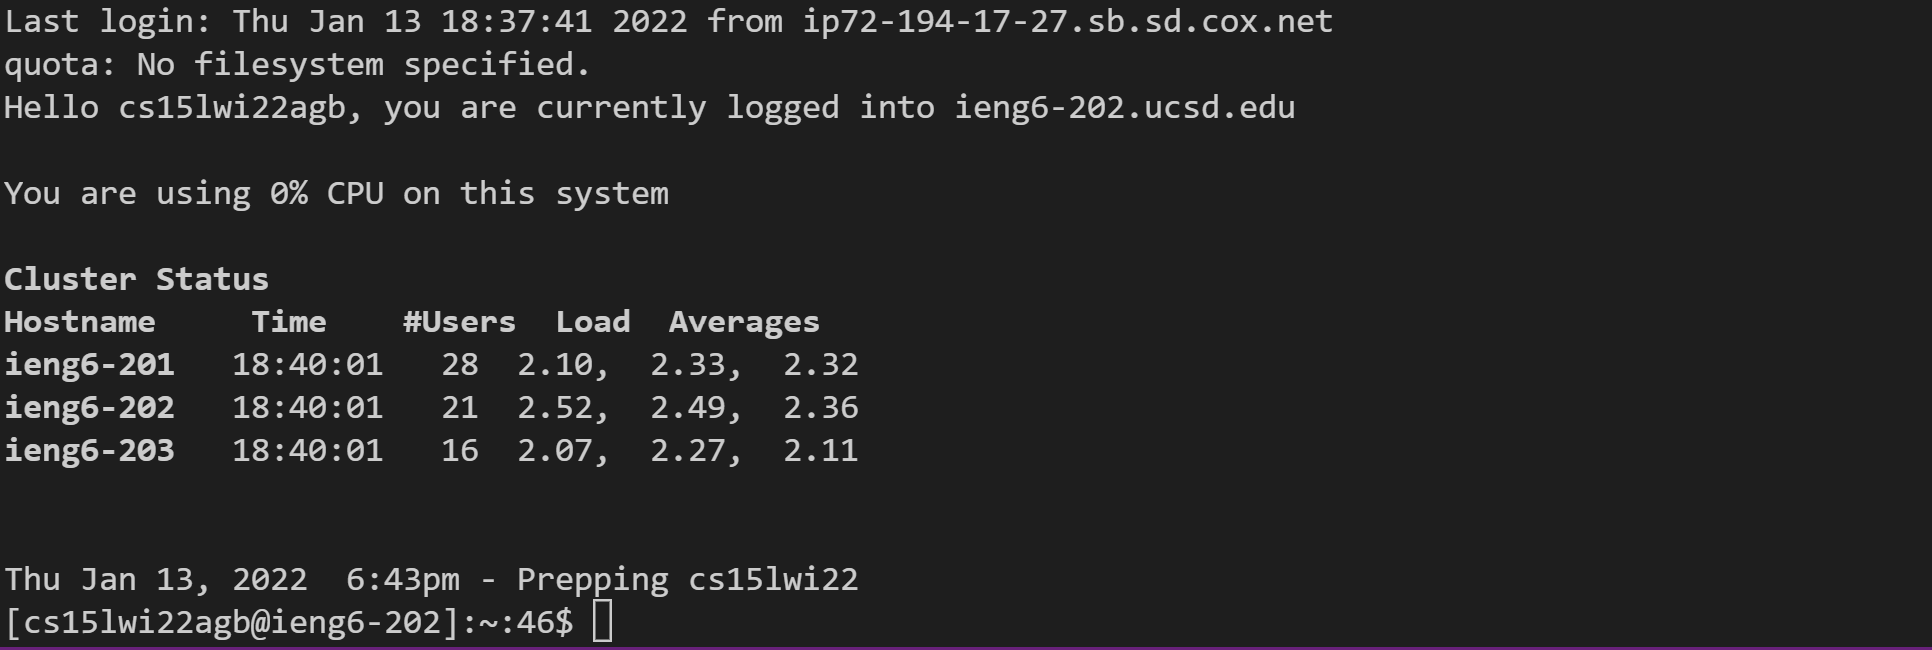 Last login: Thu Jan 13 18:37:41 2022 from ip72-194-17-27.sb.sd.cox.net
quota: No filesystem specified.
Hello cs15lwi22agb, you are currently logged into ieng6-202.ucsd.edu
You are using 0% CPU on this system
Cluster Status
Hostname     Time    #Users  Load  Averages
ieng6-201   18:40:01   28  2.10,  2.33,  2.32
ieng6-202   18:40:01   21  2.52,  2.49,  2.36
ieng6-203   18:40:01   16  2.07,  2.27,  2.11
Thu Jan 13, 2022  6:43pm - Prepping cs15lwi22
[cs15lwi22agb@ieng6-202]:~:46$